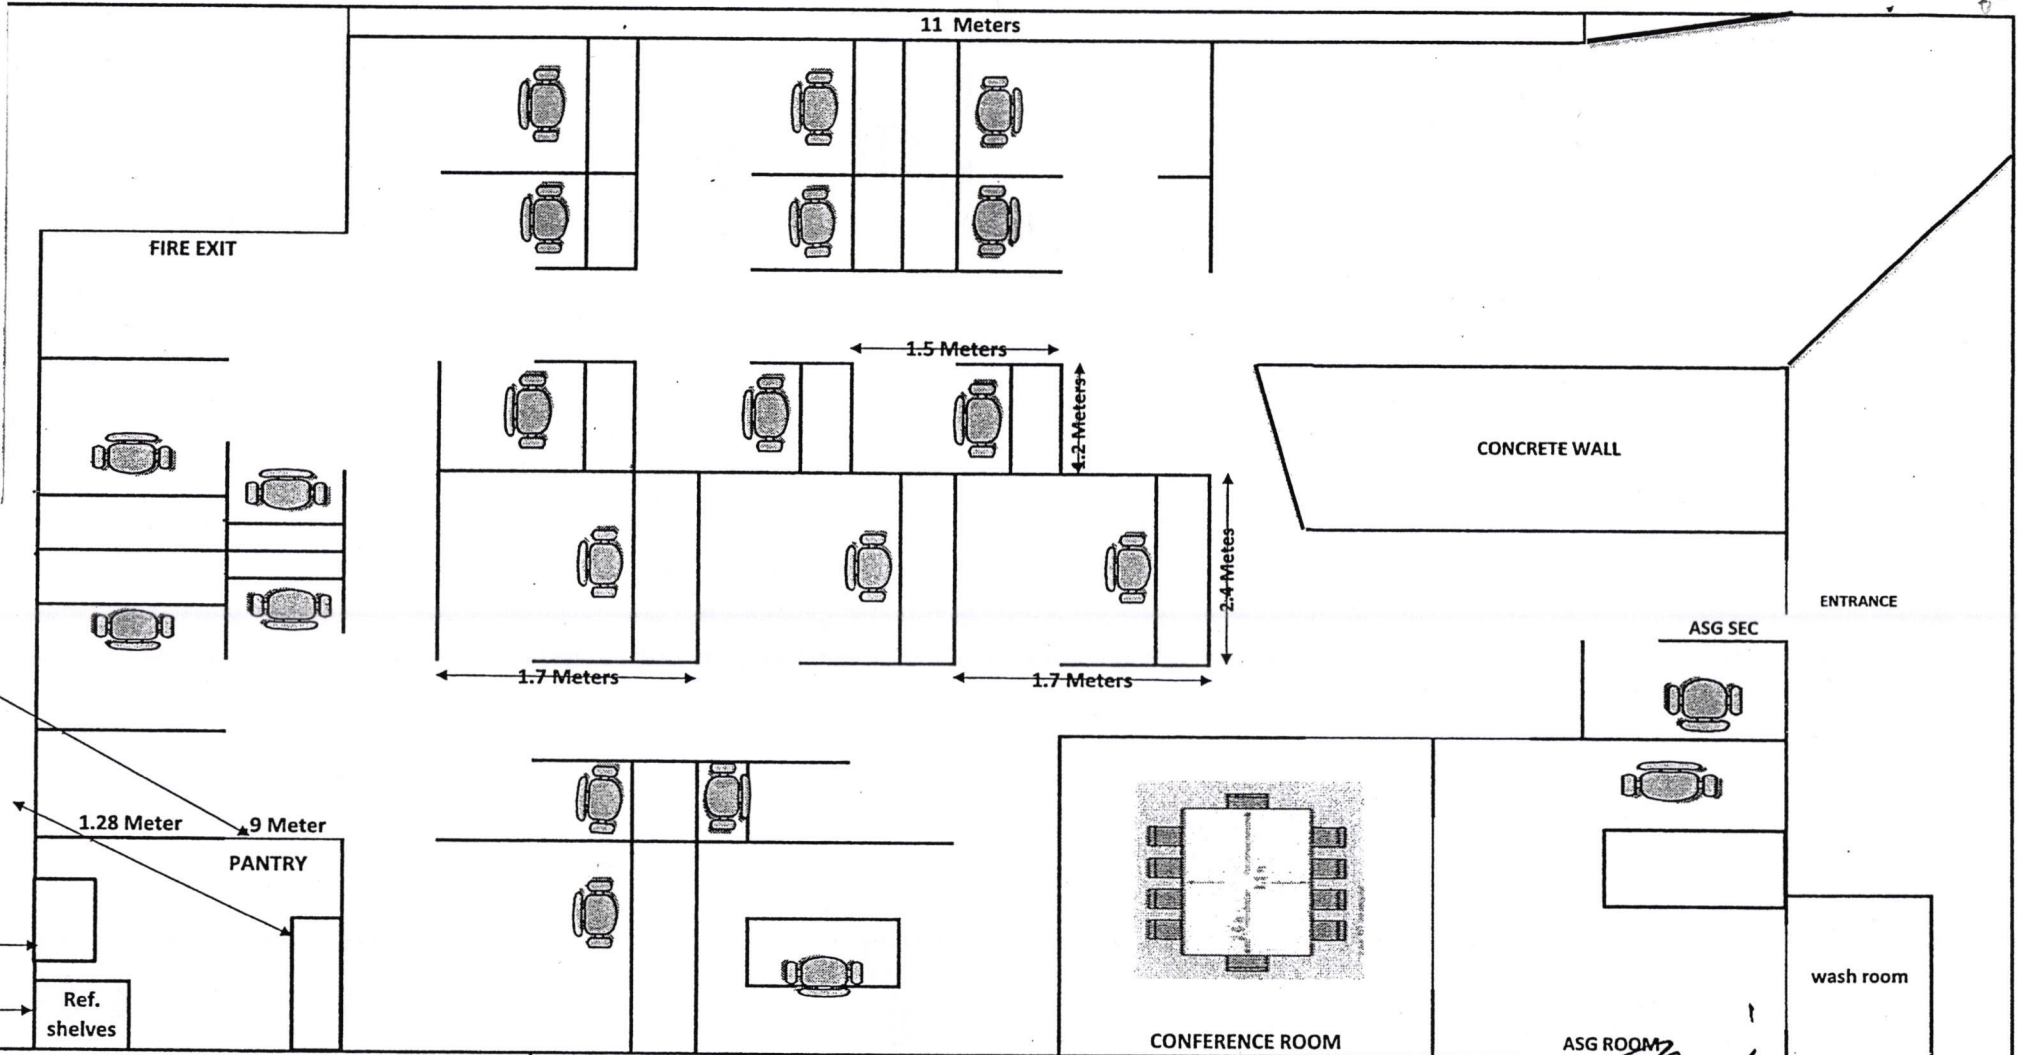 11 Meters
FIRE EXIT
1.5 Meters
1.2 Meters
CONCRETE WALL
2.4 Metes
ENTRANCE
ASG SEC
1.7 Meters
1.7 Meters
1.28 Meter
9 Meter
PANTRY
Ref.
shelves
wash room
CONFERENCE ROOM
ASG ROOM